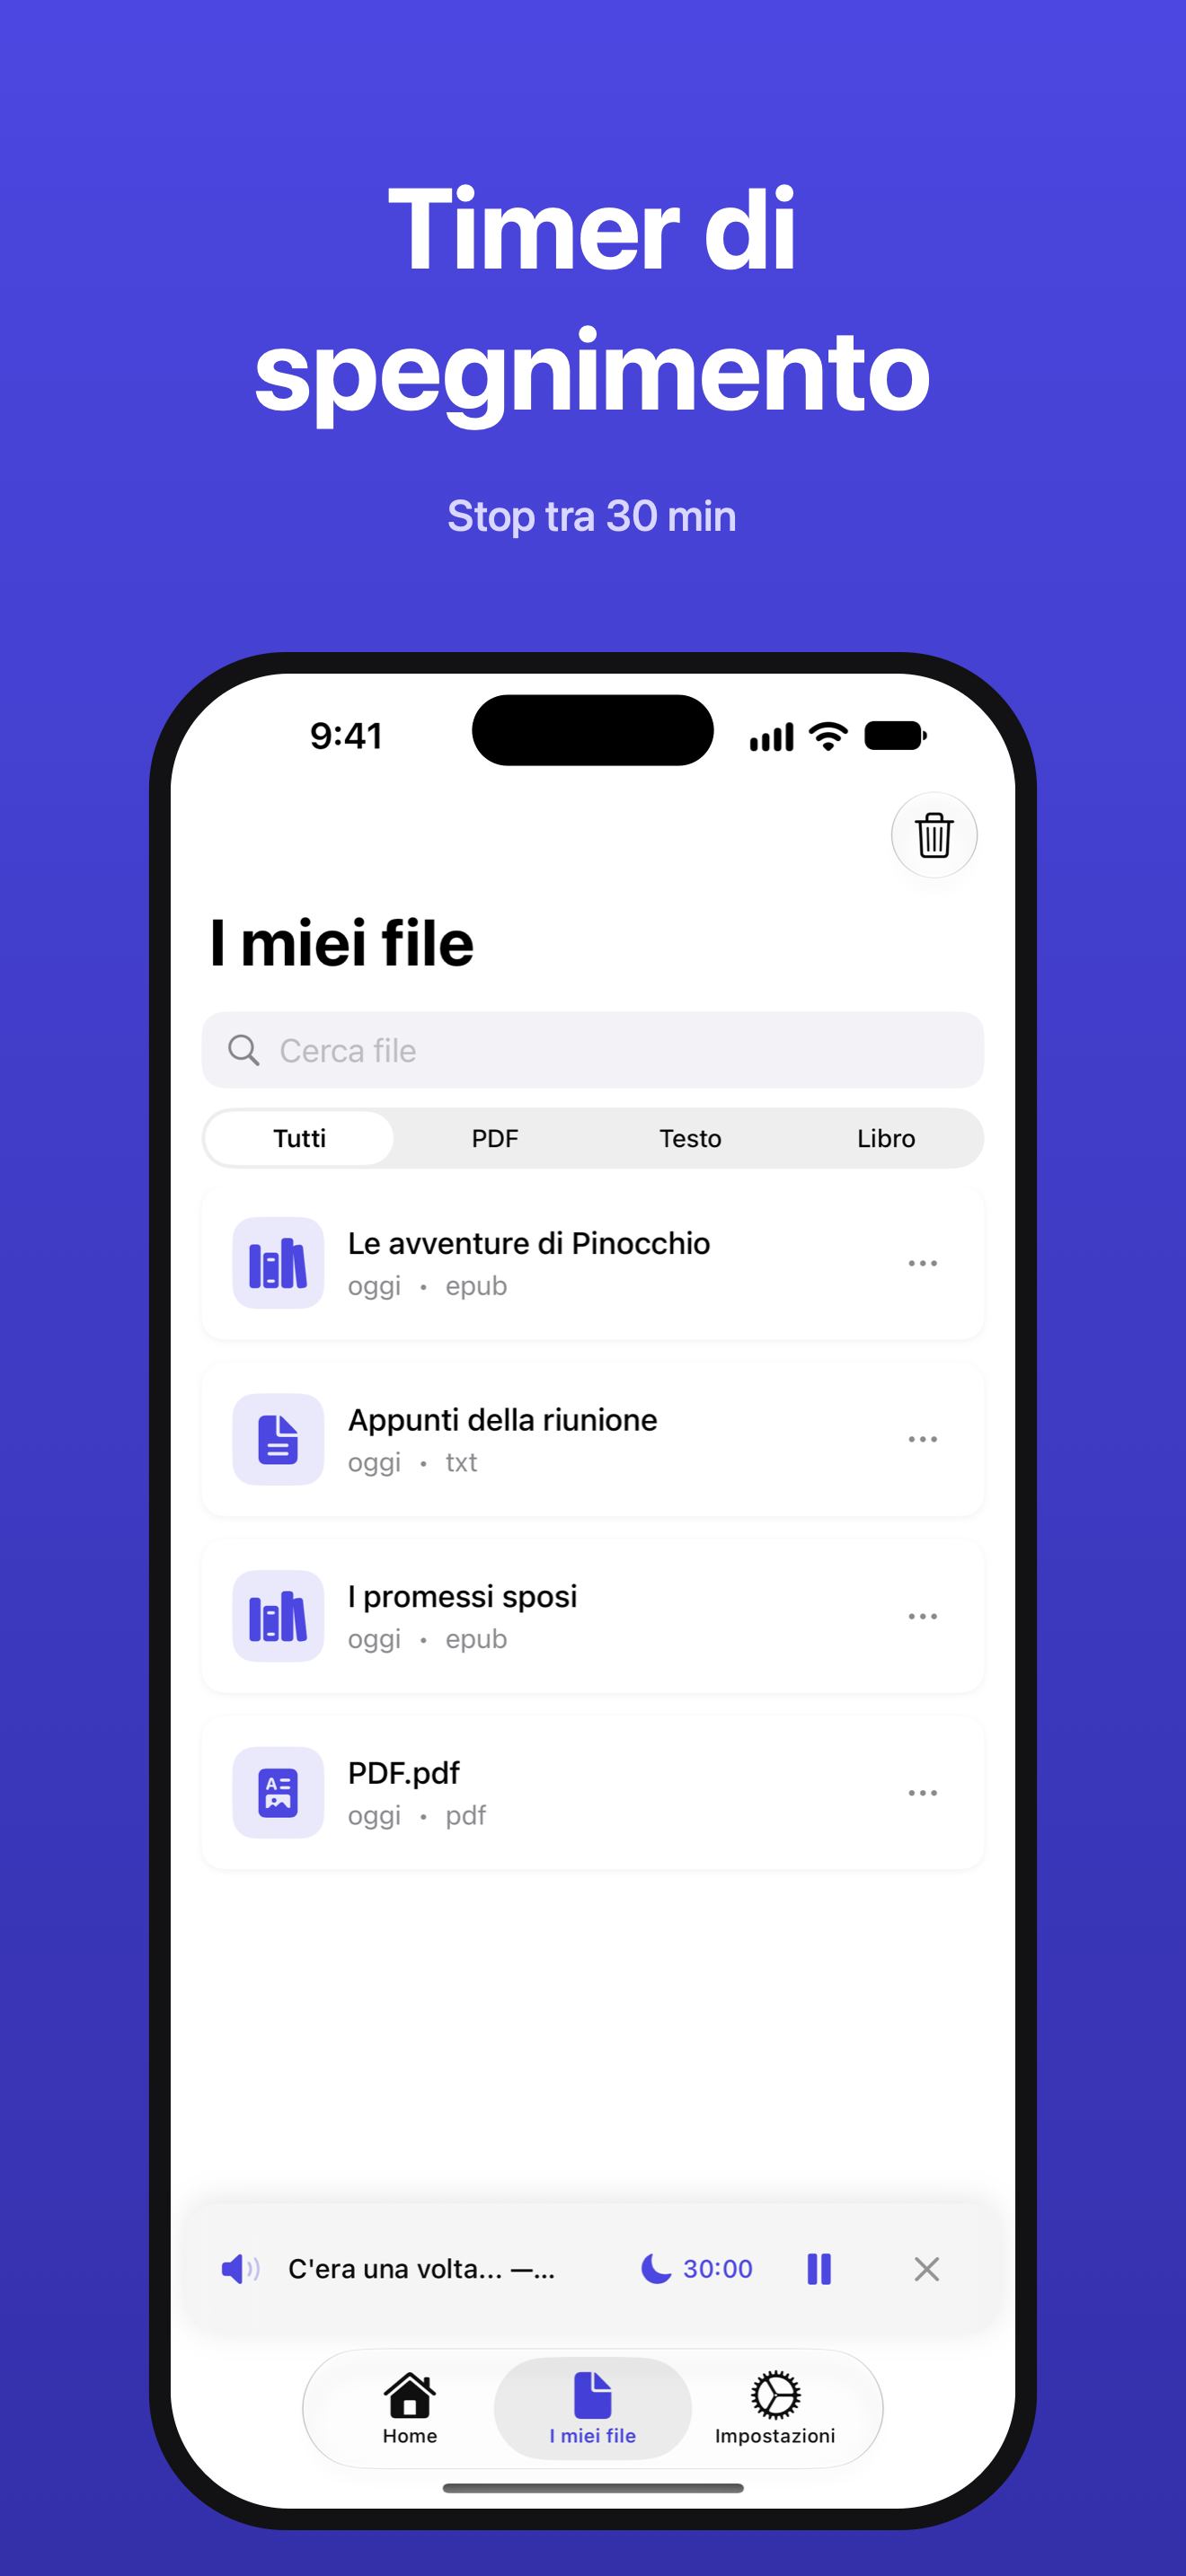 Timer di
spegnimento
Stop tra 30 min
9:41
I miei file
Cerca file
Tutti PDF Testo Libro
Le avventure di Pinocchio
oggi • epub
Appunti della riunione
oggi • txt
I promessi sposi
oggi • epub
PDF.pdf
oggi • pdf
C'era una volta... —... 30:00
Home I miei file Impostazioni